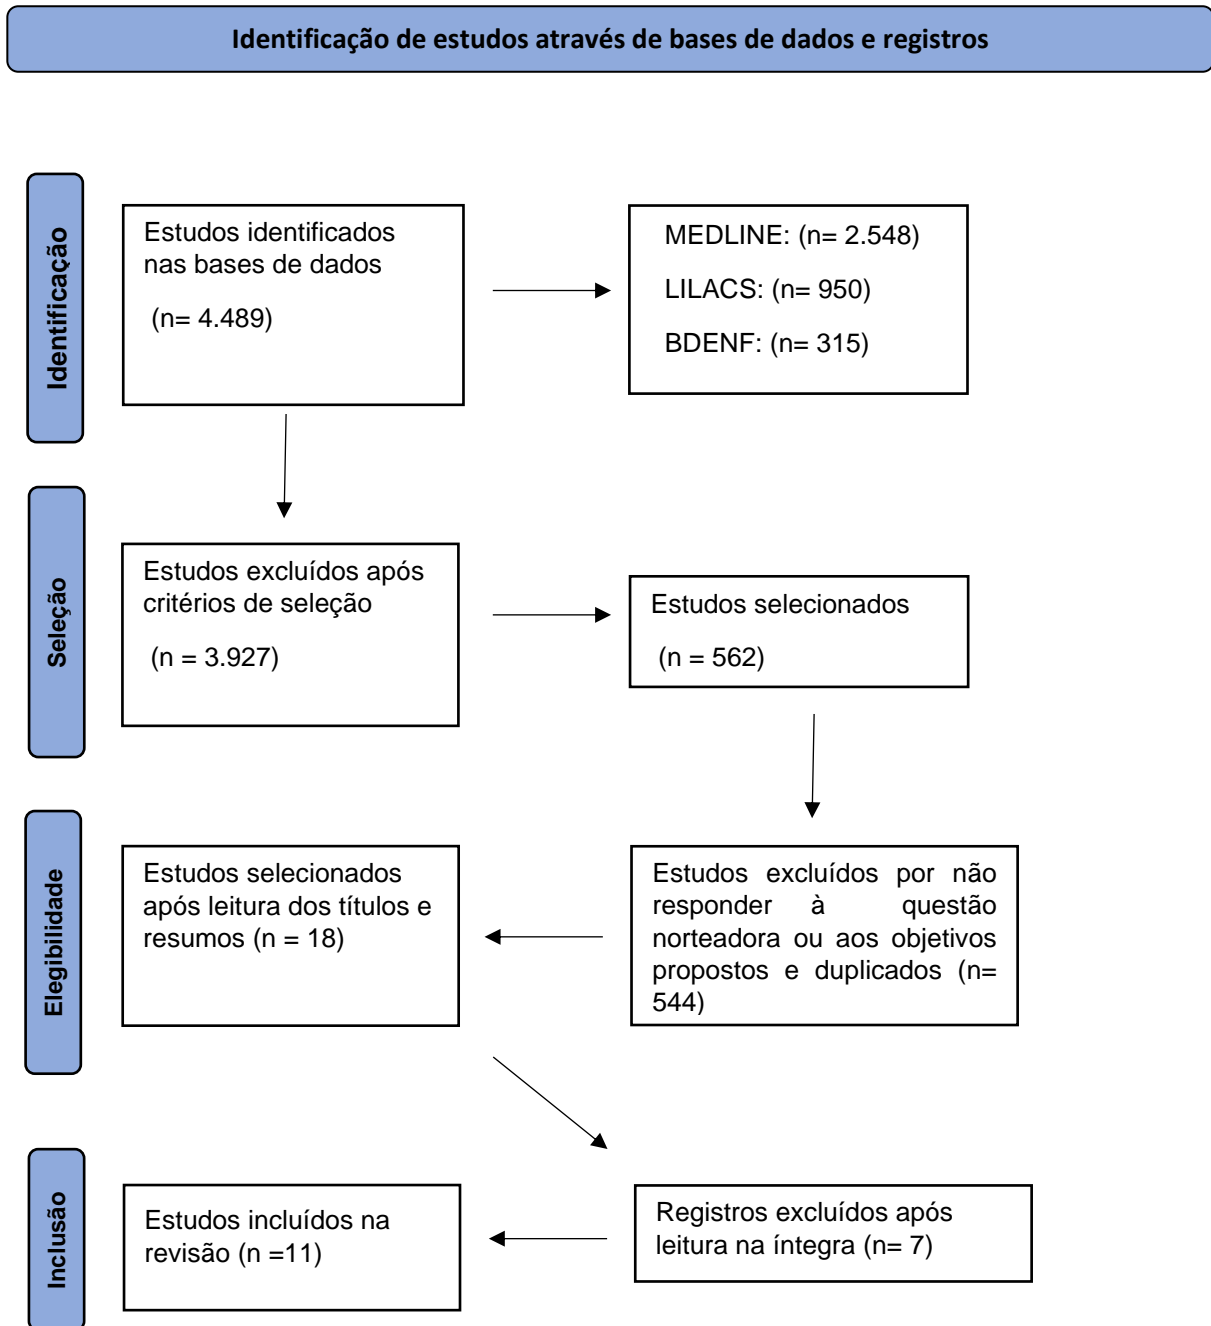 Identificação de estudos através de bases de dados e registros
Identificação
Estudos identificados
nas bases de dados
(n= 4.489)
MEDLINE: (n= 2.548)
LILACS: (n= 950)
BDENF: (n= 315)
Seleção
Estudos excluídos após
critérios de seleção
(n = 3.927)
Estudos selecionados
(n = 562)
Elegibilidade
Estudos selecionados
após leitura dos títulos e
resumos (n = 18)
Estudos excluídos por não
responder à questão
norteadora ou aos objetivos
propostos e duplicados (n=
544)
Inclusão
Estudos incluídos na
revisão (n =11)
Registros excluídos após
leitura na íntegra (n= 7)